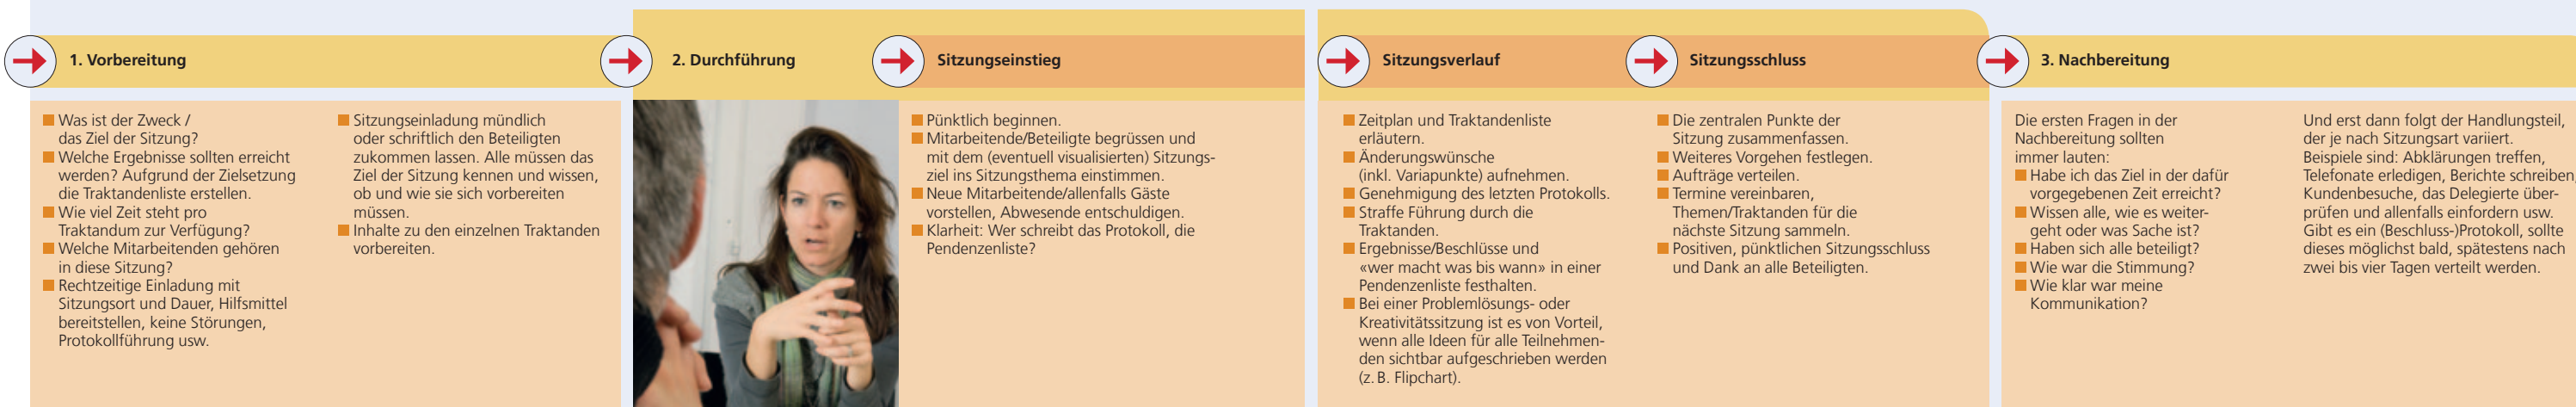 1. Vorbereitung
Was ist der Zweck /
das Ziel der Sitzung?
Welche Ergebnisse sollten erreicht
werden? Aufgrund der Zielsetzung
die Traktandenliste erstellen.
Wie viel Zeit steht pro
Traktandum zur Verfügung?
Welche Mitarbeitenden gehören
in diese Sitzung?
Rechtzeitige Einladung mit
Sitzungsort und Dauer, Hilfsmittel
bereitstellen, keine Störungen,
Protokollführung usw.
Sitzungseinladung mündlich
oder schriftlich den Beteiligten
zukommen lassen. Alle müssen das
Ziel der Sitzung kennen und wissen,
ob und wie sie sich vorbereiten
müssen.
Inhalte zu den einzelnen Traktanden
vorbereiten.
2. Durchführung
Sitzungseinstieg
Pünktlich beginnen.
Mitarbeitende/Beteiligte begrüssen und
mit dem (eventuell visualisierten) Sitzungs-
ziel ins Sitzungsthema einstimmen.
Neue Mitarbeitende/allenfalls Gäste
vorstellen, Abwesende entschuldigen.
Klarheit: Wer schreibt das Protokoll, die
Pendenzenliste?
Sitzungsverlauf
Zeitplan und Traktandenliste
erläutern.
Änderungswünsche
(inkl. Variapunkte) aufnehmen.
Genehmigung des letzten Protokolls.
Straffe Führung durch die
Traktanden.
Ergebnisse/Beschlüsse und
«wer macht was bis wann» in einer
Pendenzenliste festhalten.
Bei einer Problemlösungs- oder
Kreativitätssitzung ist es von Vorteil,
wenn alle Ideen für alle Teilnehmen-
den sichtbar aufgeschrieben werden
(z. B. Flipchart).
Sitzungsschluss
Die zentralen Punkte der
Sitzung zusammenfassen.
Weiteres Vorgehen festlegen.
Aufträge verteilen.
Termine vereinbaren,
Themen/Traktanden für die
nächste Sitzung sammeln.
Positiven, pünktlichen Sitzungsschluss
und Dank an alle Beteiligten.
3. Nachbereitung
Die ersten Fragen in der
Nachbereitung sollten
immer lauten:
Habe ich das Ziel in der dafür
vorgegebenen Zeit erreicht?
Wissen alle, wie es weiter-
geht oder was Sache ist?
Haben sich alle beteiligt?
Wie war die Stimmung?
Wie klar war meine
Kommunikation?
Und erst dann folgt der Handlungsteil,
der je nach Sitzungsart variiert.
Beispiele sind: Abklärungen treffen,
Telefonate erledigen, Berichte schreiben,
Kundenbesuche, das Delegierte über-
prüfen und allenfalls einfordern usw.
Gibt es ein (Beschluss-)Protokoll, sollte
dieses möglichst bald, spätestens nach
zwei bis vier Tagen verteilt werden.